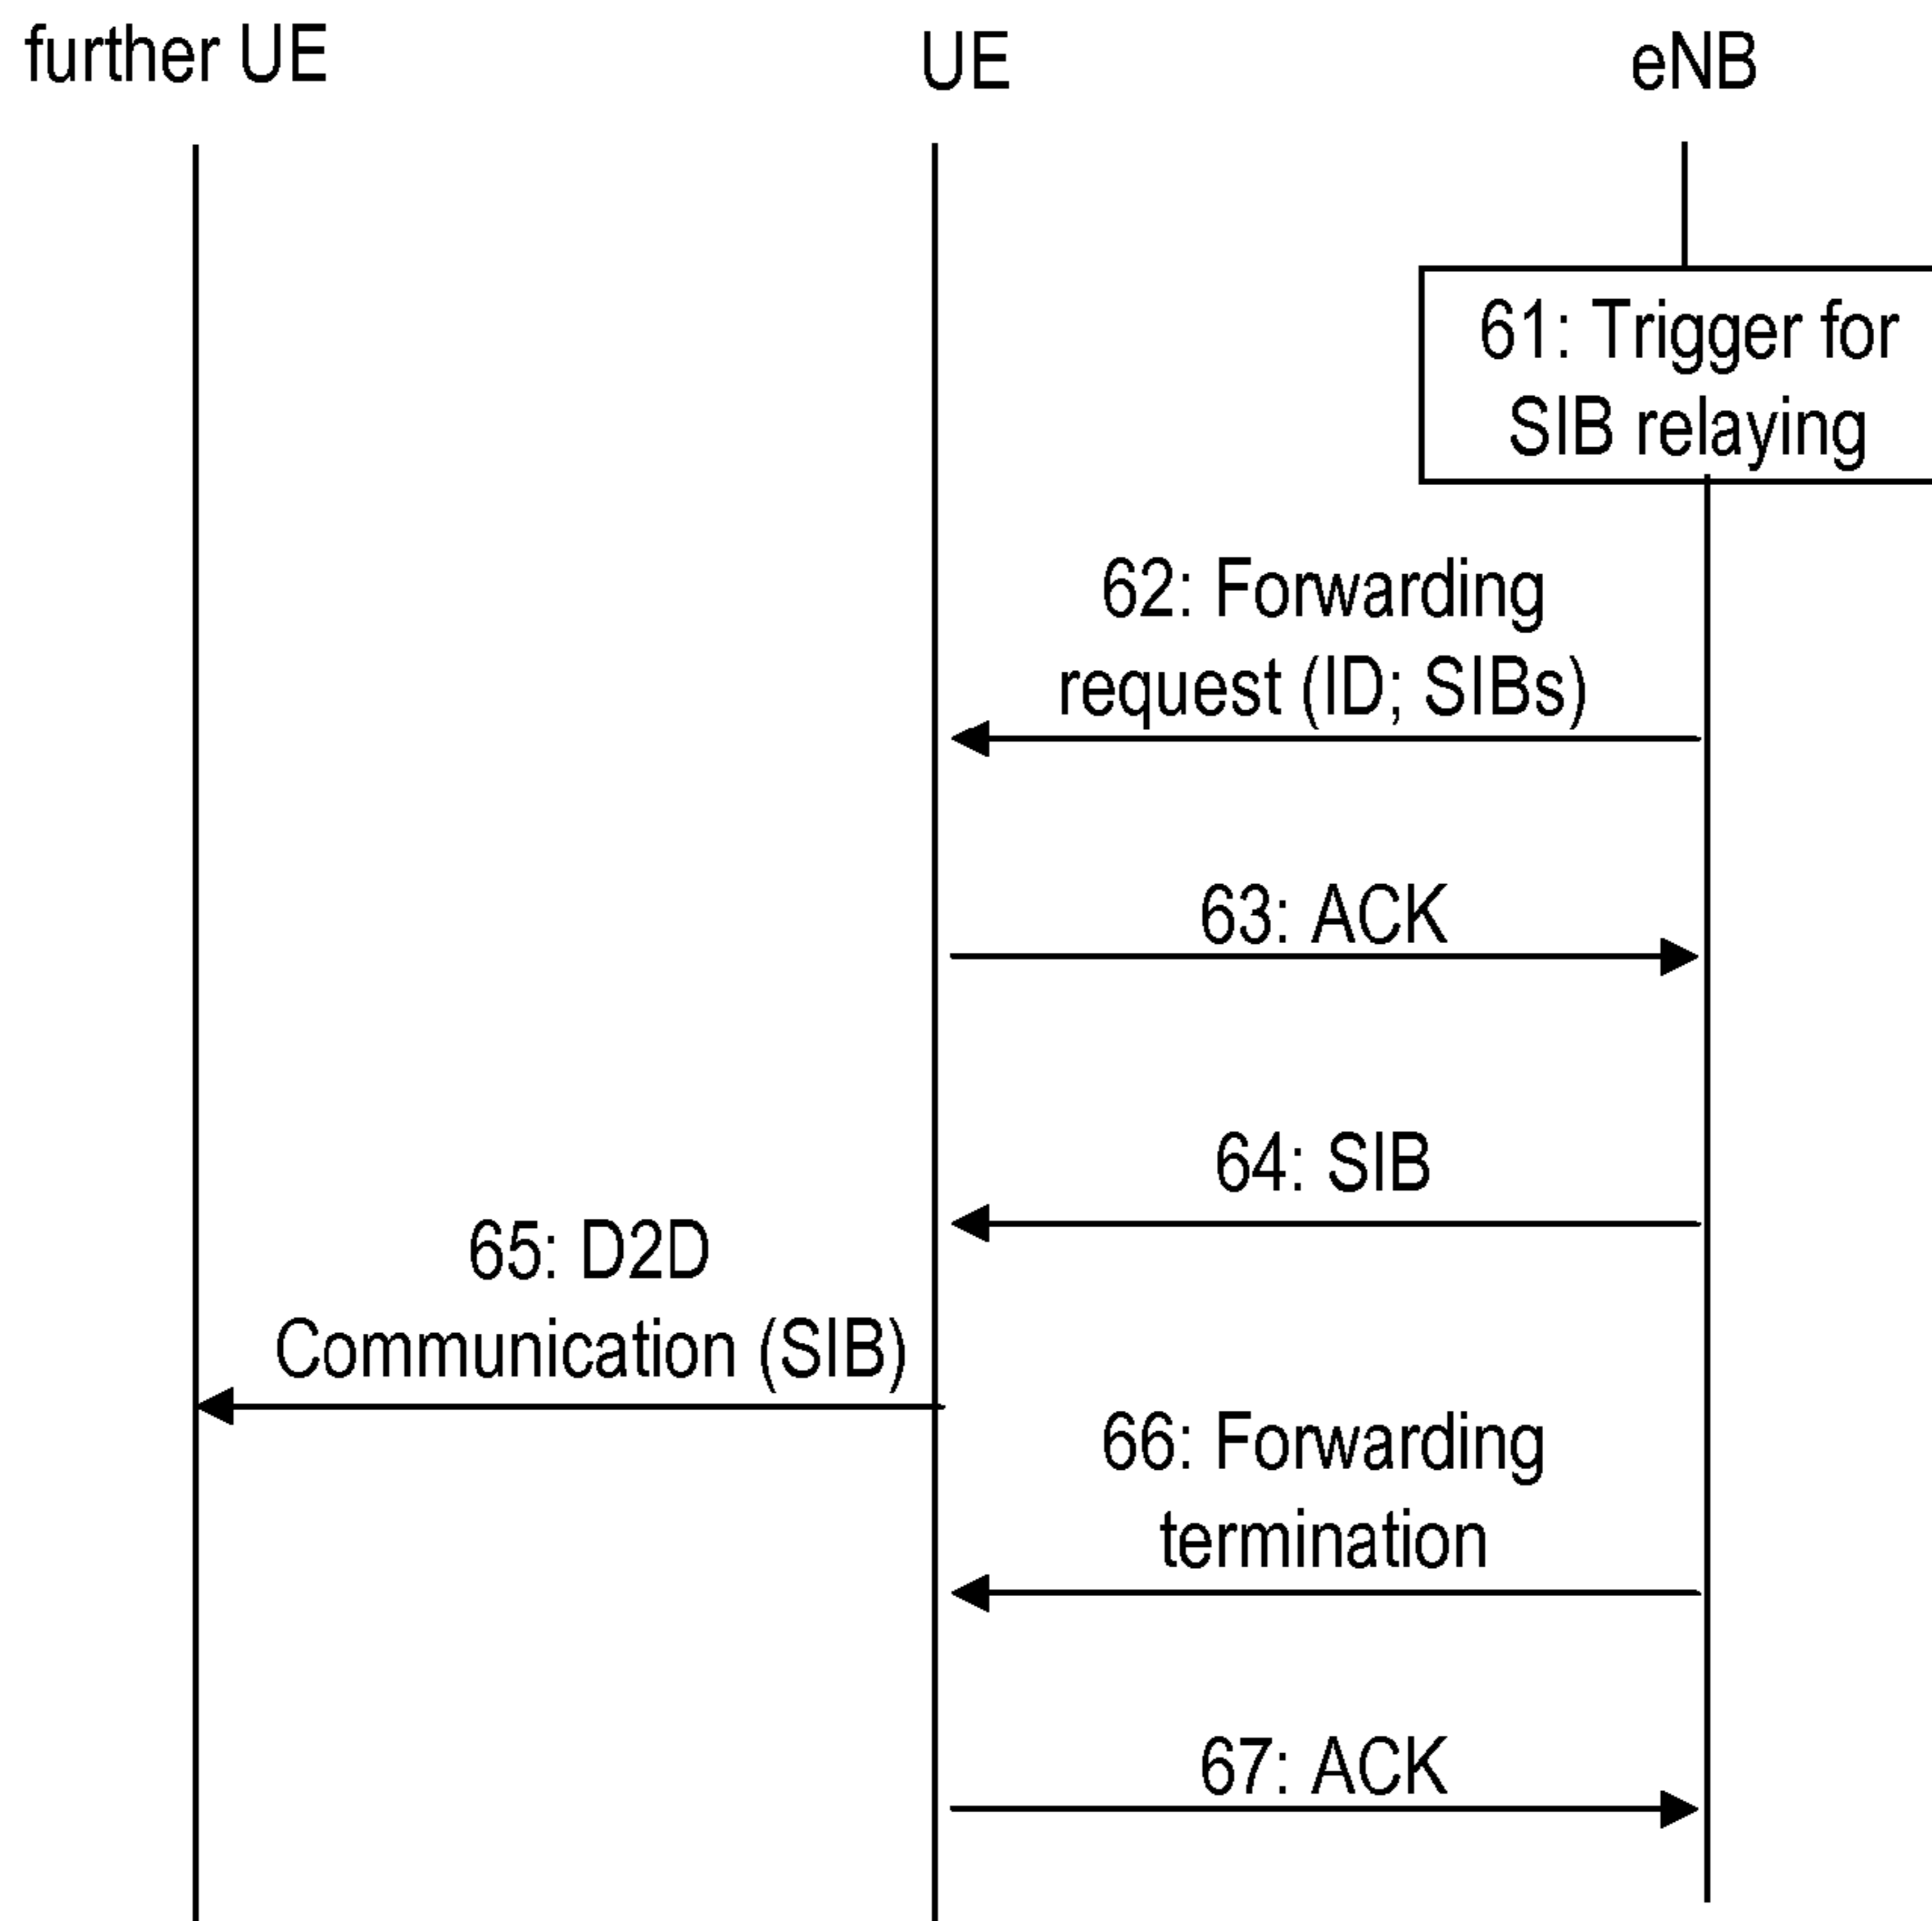 further UE
UE
eNB
61: Trigger for
SIB relaying
62: Forwarding
request (ID; SIBs)
63: ACK
64: SIB
65: D2D
Communication (SIB)
66: Forwarding
termination
67: ACK